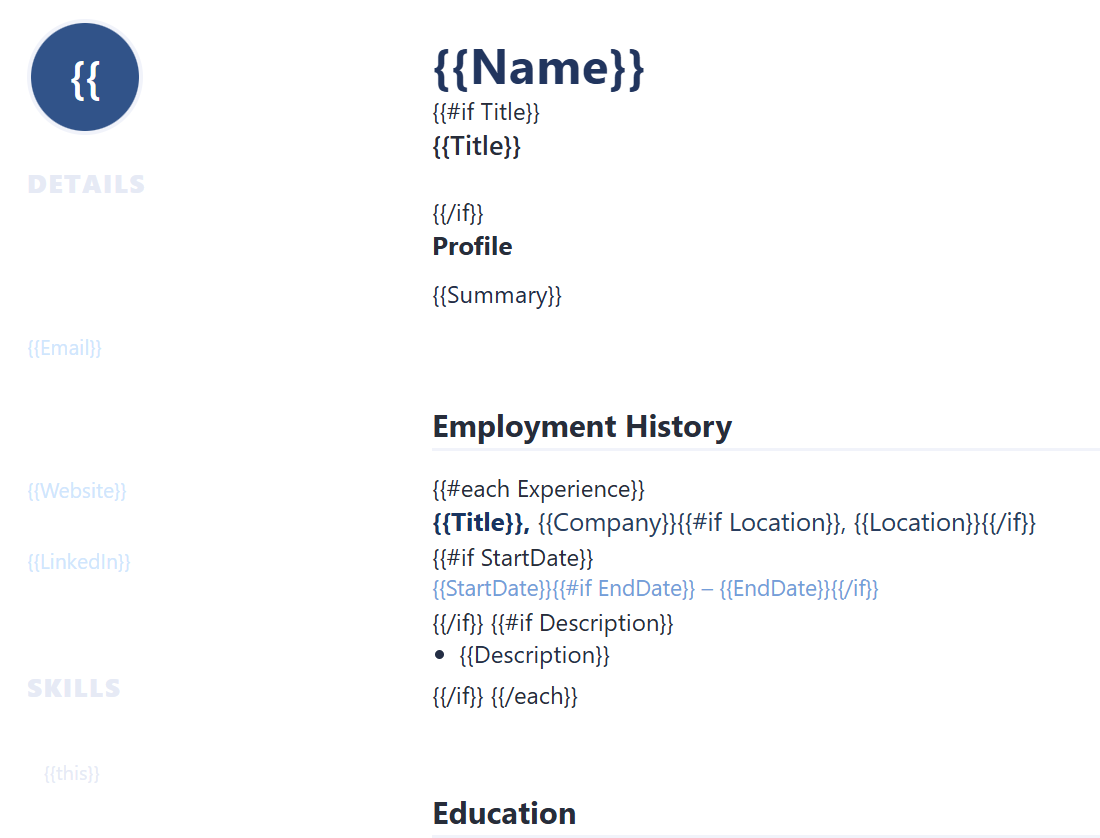 {{
DETAILS
{{Email}}
{{Website}}
{{LinkedIn}}
SKILLS
{{this}}
{{Name}}
{{#if Title}}
{{Title}}
{{/if}}
Profile
{{Summary}}
Employment History
{{#each Experience}}
{{Title}}, {{Company}}{{#if Location}}, {{Location}}{{/if}}
{{#if StartDate}}
{{StartDate}}{{#if EndDate}} – {{EndDate}}{{/if}}
{{/if}} {{#if Description}}
• {{Description}}
{{/if}} {{/each}}
Education